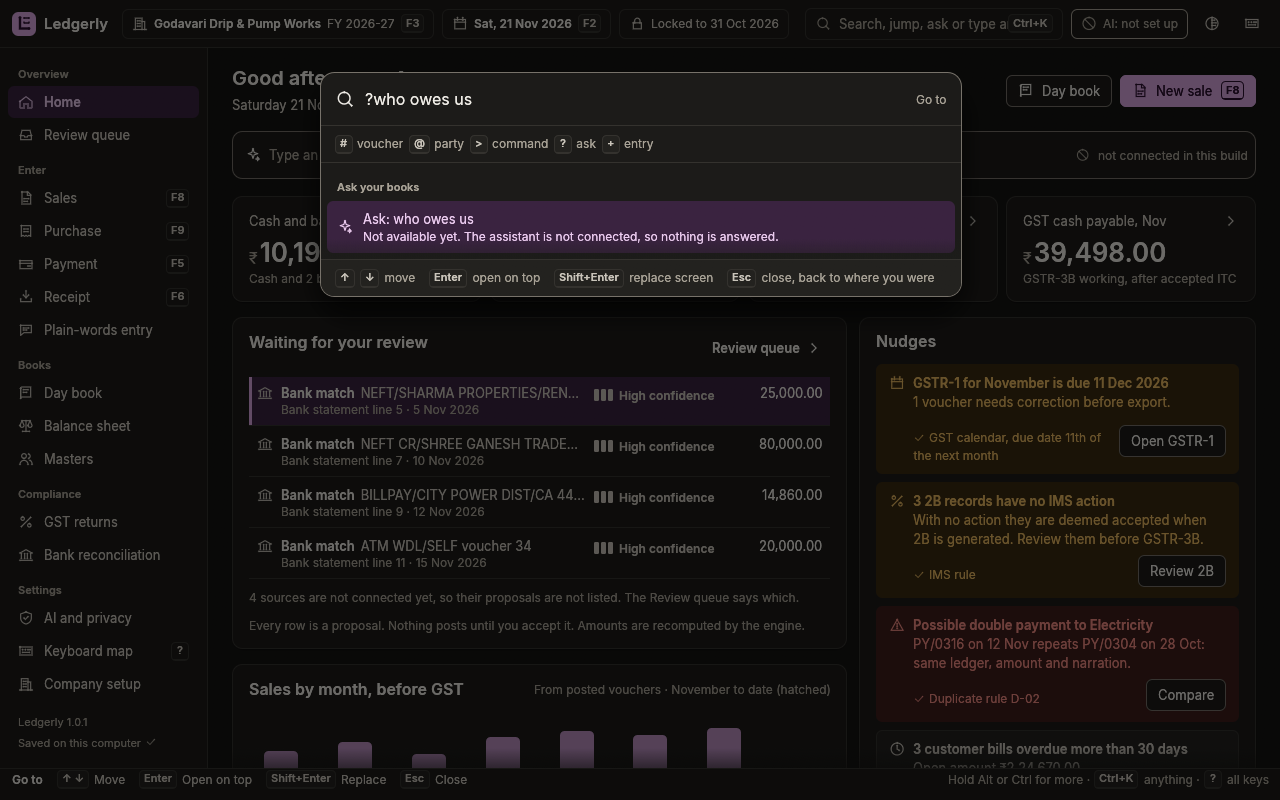 Ledgerly
Godavari Drip & Pump Works FY 2026-27 F3
Sat, 21 Nov 2026 F2
Locked to 31 Oct 2026
Search, jump, ask or type a Ctrl+K
AI: not set up
Overview
Home
Review queue
Enter
Sales F8
Purchase F9
Payment F5
Receipt F6
Plain-words entry
Books
Day book
Balance sheet
Masters
Compliance
GST returns
Bank reconciliation
Settings
AI and privacy
Keyboard map ?
Company setup
Ledgerly 1.0.1
Saved on this computer
Good afte
Saturday 21 No
Day book
New sale F8
Type an
not connected in this build
?who owes us
Go to
# voucher @ party > command ? ask + entry
Ask your books
Ask: who owes us
Not available yet. The assistant is not connected, so nothing is answered.
↑ ↓ move Enter open on top Shift+Enter replace screen Esc close, back to where you were
Cash and b
₹10,19
Cash and 2 b
GST cash payable, Nov
₹39,498.00
GSTR-3B working, after accepted ITC
Waiting for your review
Review queue
Bank match NEFT/SHARMA PROPERTIES/REN... High confidence 25,000.00
Bank statement line 5 · 5 Nov 2026
Bank match NEFT CR/SHREE GANESH TRADE... High confidence 80,000.00
Bank statement line 7 · 10 Nov 2026
Bank match BILLPAY/CITY POWER DIST/CA 44... High confidence 14,860.00
Bank statement line 9 · 12 Nov 2026
Bank match ATM WDL/SELF voucher 34 High confidence 20,000.00
Bank statement line 11 · 15 Nov 2026
4 sources are not connected yet, so their proposals are not listed. The Review queue says which.
Every row is a proposal. Nothing posts until you accept it. Amounts are recomputed by the engine.
Sales by month, before GST
From posted vouchers · November to date (hatched)
Nudges
GSTR-1 for November is due 11 Dec 2026
1 voucher needs correction before export.
✓ GST calendar, due date 11th of
the next month
Open GSTR-1
3 2B records have no IMS action
With no action they are deemed accepted when
2B is generated. Review them before GSTR-3B.
✓ IMS rule
Review 2B
Possible double payment to Electricity
PY/0316 on 12 Nov repeats PY/0304 on 28 Oct:
same ledger, amount and narration.
✓ Duplicate rule D-02
Compare
3 customer bills overdue more than 30 days
Open amount ₹2,24,670.00
Go to ↑ ↓ Move Enter Open on top Shift+Enter Replace Esc Close
Hold Alt or Ctrl for more · Ctrl+K anything · ? all keys